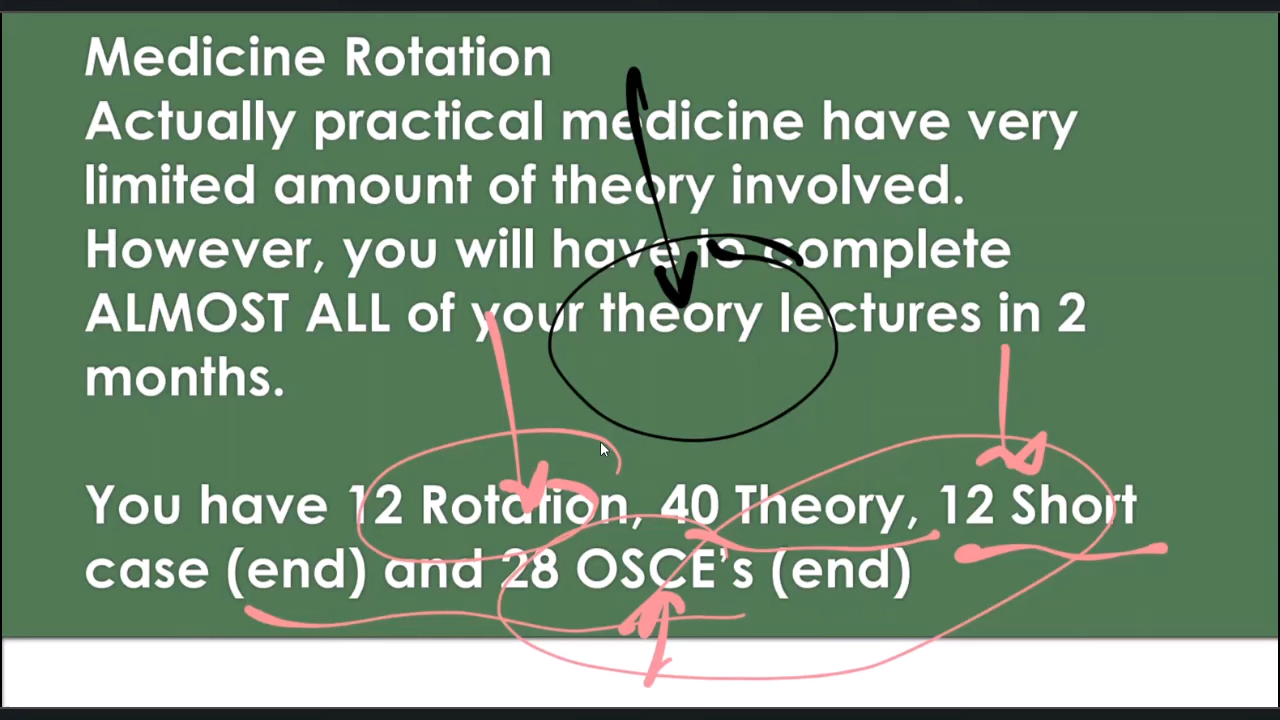 Medicine Rotation
Actually practical medicine have very
limited amount of theory involved.
However, you will have to complete
ALMOST ALL of your theory lectures in 2
months.
You have 12 Rotation, 40 Theory, 12 Short
case (end) and 28 OSCE’s (end)